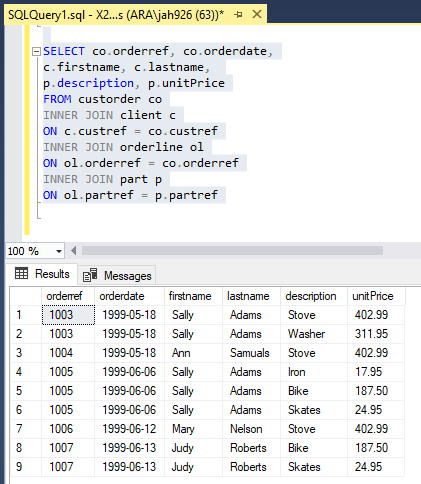 SQLQuery1.sql - X2...s (ARA\jah926 (63))*
SELECT co.orderref, co.orderdate,
c.firstname, c.lastname,
p.description, p.unitPrice
FROM custorder co
INNER JOIN client c
ON c.custref = co.custref
INNER JOIN orderline ol
ON ol.orderref = co.orderref
INNER JOIN part p
ON ol.partref = p.partref
100 %
Results Messages
orderref orderdate firstname lastname description unitPrice
1 1003 1999-05-18 Sally Adams Stove 402.99
2 1003 1999-05-18 Sally Adams Washer 311.95
3 1004 1999-05-18 Ann Samuals Stove 402.99
4 1005 1999-06-06 Sally Adams Iron 17.95
5 1005 1999-06-06 Sally Adams Bike 187.50
6 1005 1999-06-06 Sally Adams Skates 24.95
7 1006 1999-06-12 Mary Nelson Stove 402.99
8 1007 1999-06-13 Judy Roberts Bike 187.50
9 1007 1999-06-13 Judy Roberts Skates 24.95